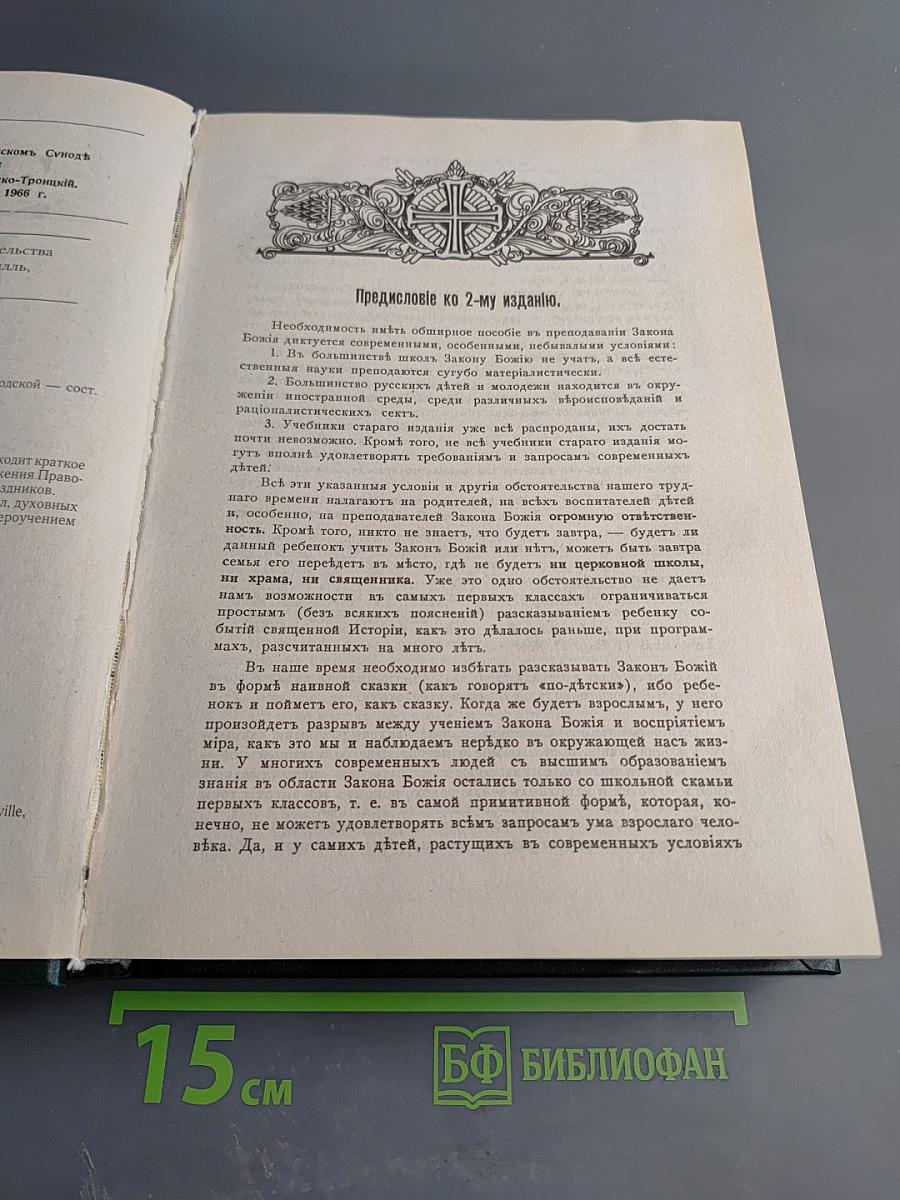 скомъ Сѵнодѣ
ко-Троицкій.
1966 г.
ельства
илль,
одской — сост.
ходит краткое
жения Право-
здников.
л, духовных
ероучением
ville,
Предисловіе ко 2-му изданію.
Необходимость имѣть обширное пособіе въ преподаваніи Закона
Божія диктуется современными, особенными, небывалыми условіями:
1. Въ большинствѣ школъ Закону Божію не учатъ, а всѣ есте-
ственныя науки преподаются сугубо матеріалистически.
2. Большинство русскихъ дѣтей и молодежи находится въ окру-
женіи иностранной среды, среди различныхъ вѣроисповѣданій и
раціоналистическихъ сектъ.
3. Учебники стараго изданія уже всѣ распроданы, ихъ достать
почти невозможно. Кромѣ того, не всѣ учебники стараго изданія мо-
гутъ вполнѣ удовлетворять требованіямъ и запросамъ современныхъ
дѣтей.
Всѣ эти указанныя условія и другія обстоятельства нашего труд-
наго времени налагаютъ на родителей, на всѣхъ воспитателей дѣтей
и, особенно, на преподавателей Закона Божія огромную отвѣтствен-
ность. Кромѣ того, никто не знаетъ, что будетъ завтра, — будетъ ли
данный ребенокъ учить Законъ Божій или нѣтъ, можетъ быть завтра
семья его переѣдетъ въ мѣсто, гдѣ не будетъ ни церковной школы,
ни храма, ни священника. Уже это одно обстоятельство не даетъ
намъ возможности въ самыхъ первыхъ классахъ ограничиваться
простымъ (безъ всякихъ поясненій) разсказываніемъ ребенку со-
бытій священной Исторіи, какъ это дѣлалось раньше, при програм-
махъ, разсчитанныхъ на много лѣтъ.
Въ наше время необходимо избѣгать разсказывать Законъ Божій
въ формѣ наивной сказки (какъ говорятъ «по-дѣтски»), ибо ребе-
нокъ и пойметъ его, какъ сказку. Когда же будетъ взрослымъ, у него
произойдетъ разрывъ между ученіемъ Закона Божія и воспріятіемъ
міра, какъ это мы и наблюдаемъ нерѣдко въ окружающей насъ жиз-
ни. У многихъ современныхъ людей съ высшимъ образованіемъ
знанія въ области Закона Божія остались только со школьной скамьи
первыхъ классовъ, т. е. въ самой примитивной формѣ, которая, ко-
нечно, не можетъ удовлетворять всѣмъ запросамъ ума взрослаго чело-
вѣка. Да, и у самихъ дѣтей, растущихъ въ современныхъ условіяхъ
15 см
БФ БИБЛИОФАН